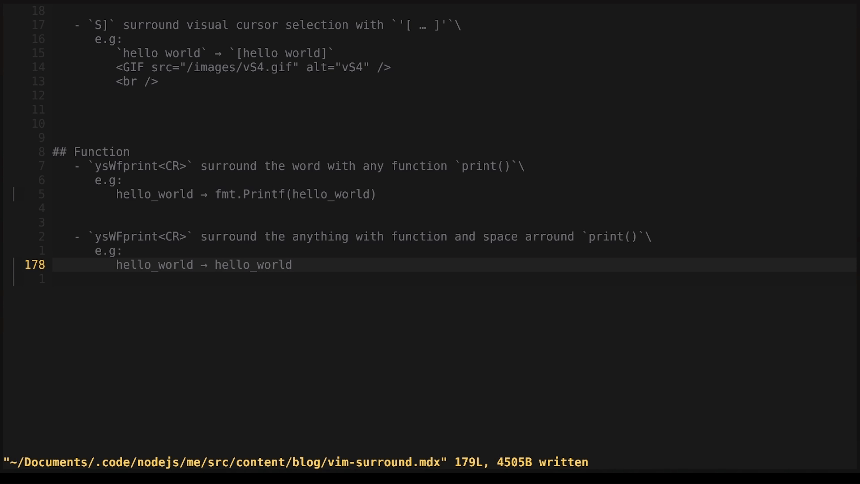 18
17 - `S]` surround visual cursor selection with `'[ … ]'`\
16 e.g:
15 `hello world` → `[hello world]`
14 <GIF src="/images/vS4.gif" alt="vS4" />
13 <br />
12
11
10
9
8 ## Function
7 - `ysWfprint<CR>` surround the word with any function `print()`\
6 e.g:
5 hello_world → fmt.Printf(hello_world)
4
3
2 - `ysWFprint<CR>` surround the anything with function and space arround `print()`\
1 e.g:
178 hello_world → hello_world
1
"~/Documents/.code/nodejs/me/src/content/blog/vim-surround.mdx" 179L, 4505B written